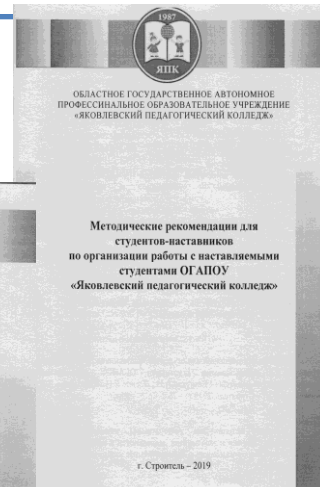 1987
ЯПК
ОБЛАСТНОЕ ГОСУДАРСТВЕННОЕ АВТОНОМНОЕ
ПРОФЕССИОНАЛЬНОЕ ОБРАЗОВАТЕЛЬНОЕ УЧРЕЖДЕНИЕ
«ЯКОВЛЕВСКИЙ ПЕДАГОГИЧЕСКИЙ КОЛЛЕДЖ»
Методические рекомендации для
студентов-наставников
по организации работы с наставляемыми
студентами ОГАПОУ
«Яковлевский педагогический колледж»
г. Строитель – 2019